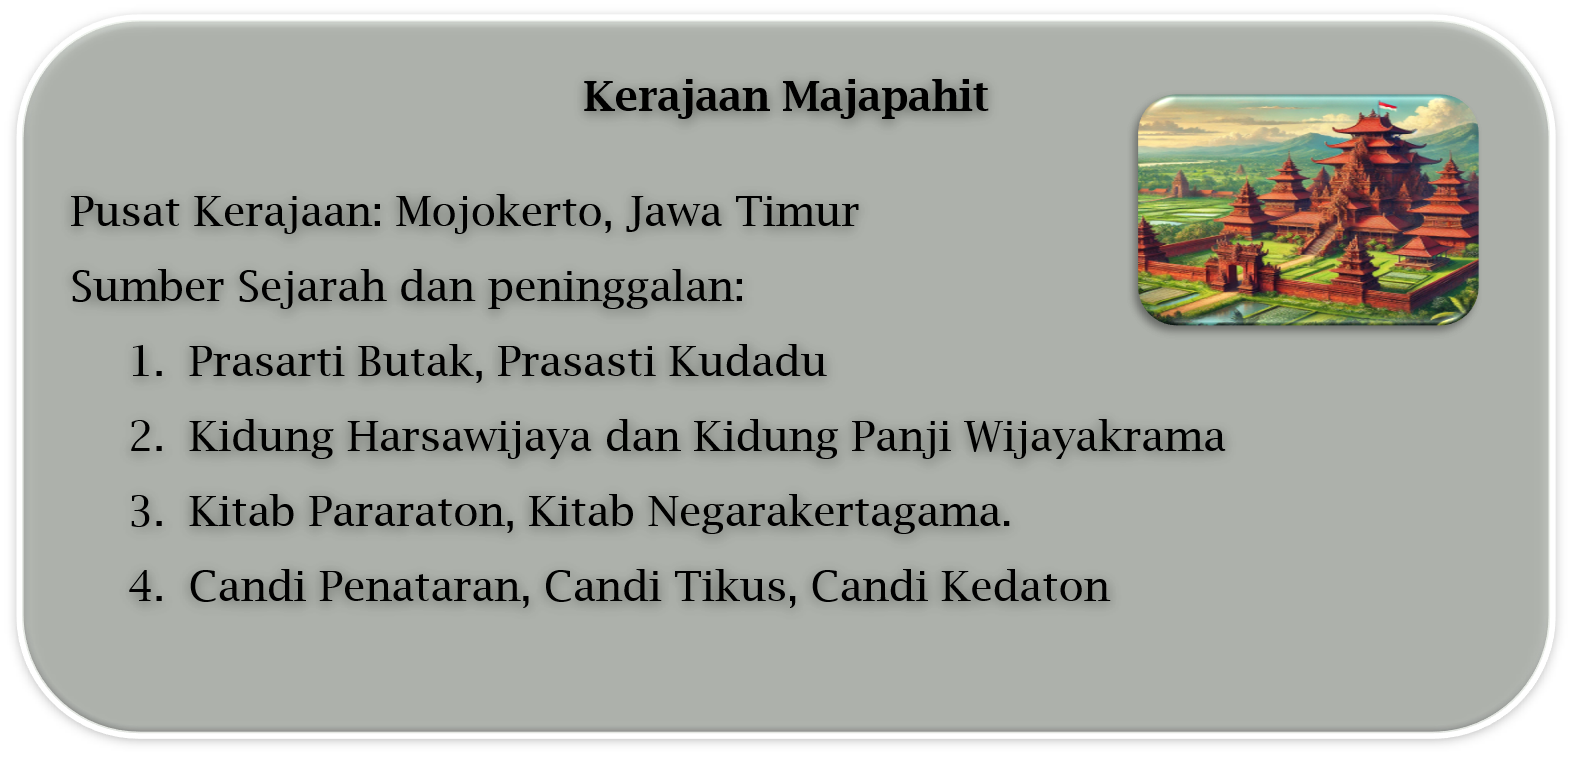 Kerajaan Majapahit
Pusat Kerajaan: Mojokerto, Jawa Timur
Sumber Sejarah dan peninggalan:
1. Prasarti Butak, Prasasti Kudadu
2. Kidung Harsawijaya dan Kidung Panji Wijayakrama
3. Kitab Pararaton, Kitab Negarakertagama.
4. Candi Penataran, Candi Tikus, Candi Kedaton